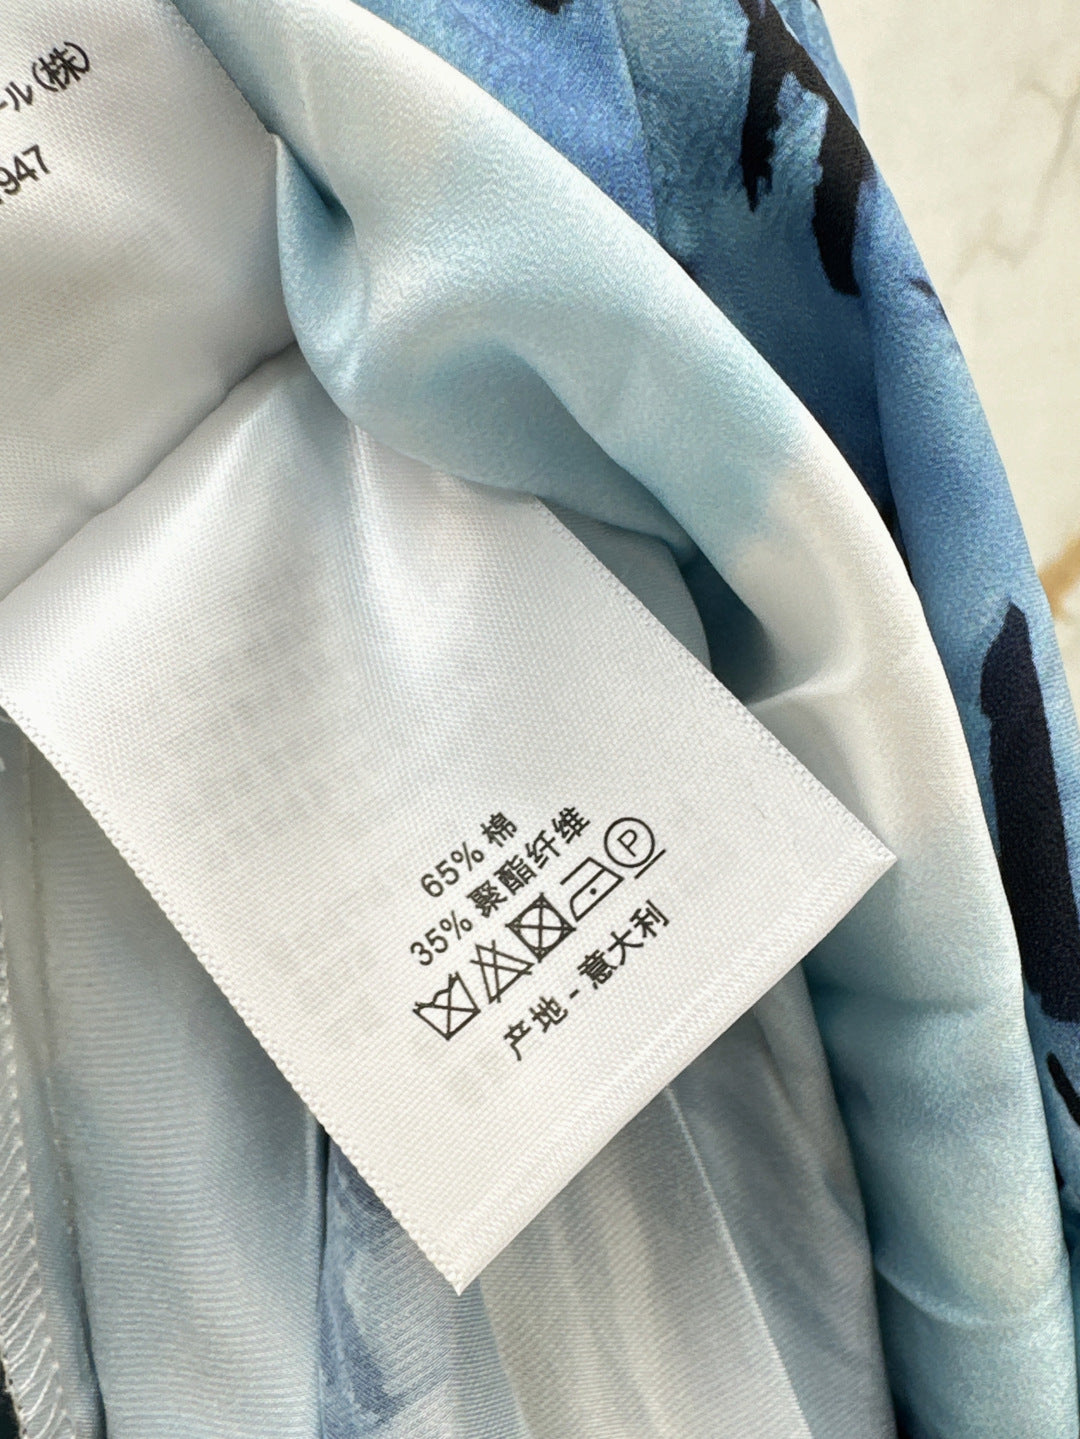 ール(株)
947
65% 棉
35% 聚酯纤维
P
产地 - 意大利